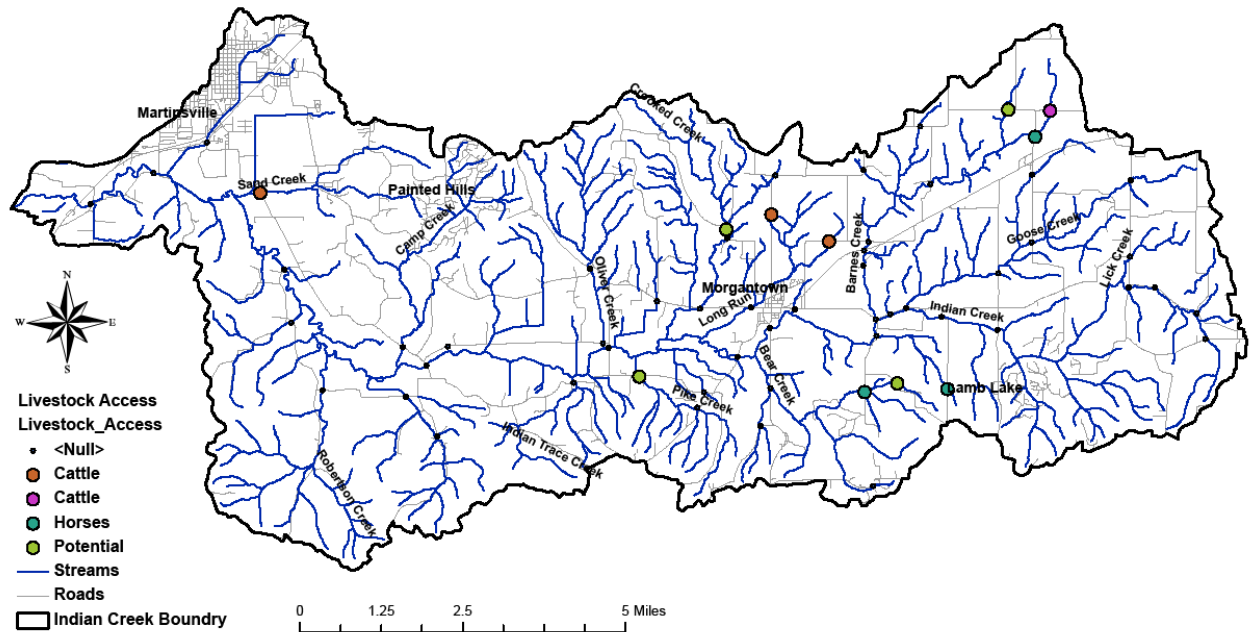 Martinsville
Crooked Creek
Sand Creek
Painted Hills
Camp Creek
Barnes Creek
Goose Creek
Lick Creek
Oliver Creek
Morgantown
Long Run
Indian Creek
N
W
E
S
Bear Creek
Pike Creek
Lamb Lake
Indian Trace Creek
Robertson Creek
Livestock Access
Livestock_Access
<Null>
Cattle
Cattle
Horses
Potential
Streams
Roads
Indian Creek Boundry
0 1.25 2.5 5 Miles